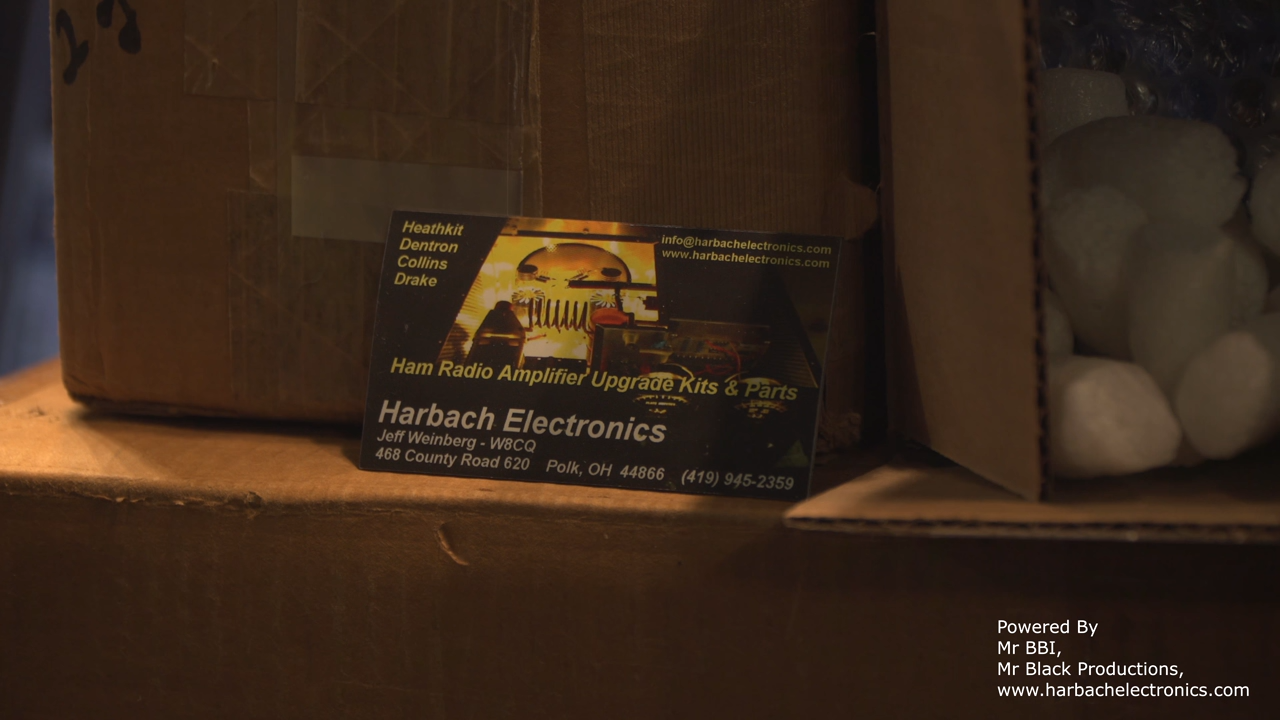 Heathkit
Dentron
Collins
Drake
info@harbachelectronics.com
www.harbachelectronics.com
Ham Radio Amplifier Upgrade Kits & Parts
Harbach Electronics
Jeff Weinberg - W8CQ
468 County Road 620 Polk, OH 44866 (419) 945-2359
Powered By
Mr BBI,
Mr Black Productions,
www.harbachelectronics.com